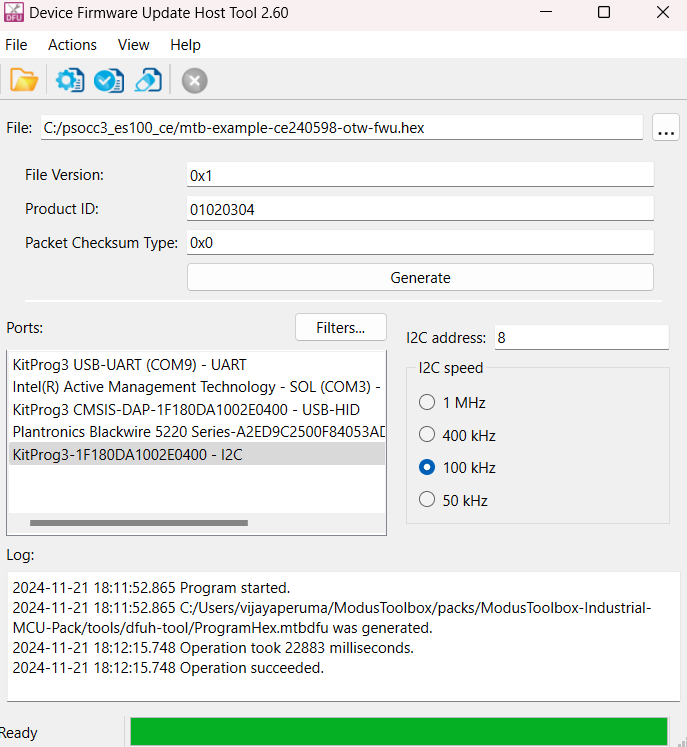 DFU Device Firmware Update Host Tool 2.60
File Actions View Help
File: C:/psocc3_es100_ce/mtb-example-ce240598-otw-fwu.hex ...
File Version: 0x1
Product ID: 01020304
Packet Checksum Type: 0x0
Generate
Ports: Filters...
KitProg3 USB-UART (COM9) - UART
Intel(R) Active Management Technology - SOL (COM3) -
KitProg3 CMSIS-DAP-1F180DA1002E0400 - USB-HID
Plantronics Blackwire 5220 Series-A2ED9C2500F84053AD
KitProg3-1F180DA1002E0400 - I2C
I2C address: 8
I2C speed
1 MHz
400 kHz
100 kHz
50 kHz
Log:
2024-11-21 18:11:52.865 Program started.
2024-11-21 18:11:52.865 C:/Users/vijayaperuma/ModusToolbox/packs/ModusToolbox-Industrial-
MCU-Pack/tools/dfuh-tool/ProgramHex.mtbdfu was generated.
2024-11-21 18:12:15.748 Operation took 22883 milliseconds.
2024-11-21 18:12:15.748 Operation succeeded.
Ready